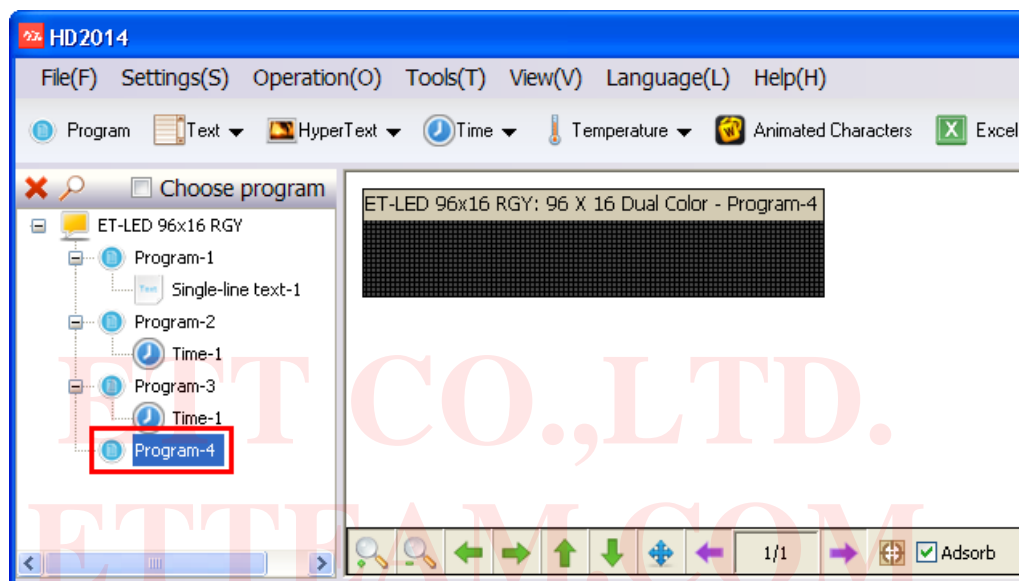 HD2014
File(F) Settings(S) Operation(O) Tools(T) View(V) Language(L) Help(H)
Program Text HyperText Time Temperature Animated Characters Excel
Choose program
ET-LED 96x16 RGY
Program-1
Text Single-line text-1
Program-2
Time-1
Program-3
Time-1
Program-4
ET-LED 96x16 RGY: 96 X 16 Dual Color - Program-4
ETT CO.,LTD.
ETTEAM.COM
1/1 Adsorb